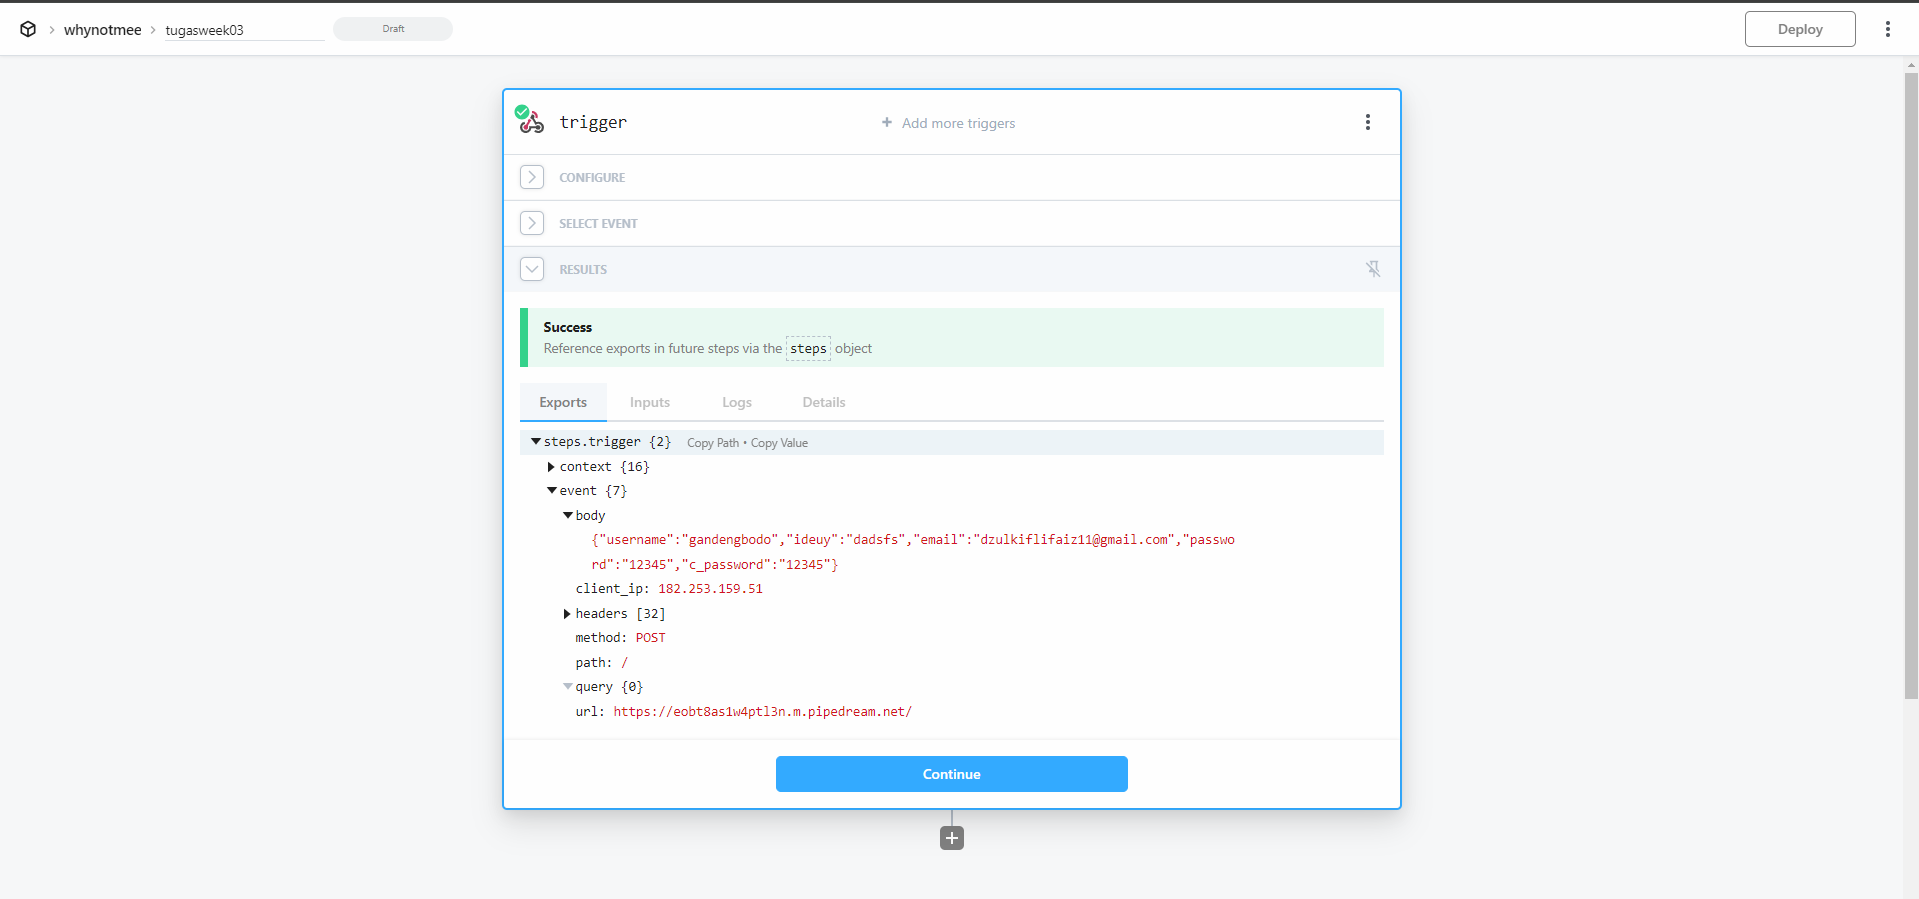 whynotmee
tugasweek03
Draft
Deploy
trigger
+ Add more triggers
CONFIGURE
SELECT EVENT
RESULTS
Success
Reference exports in future steps via the steps object
Exports
Inputs
Logs
Details
steps.trigger {2} Copy Path • Copy Value
context {16}
event {7}
body
{"username":"gandengbodo","ideuy":"dadsfs","email":"dzulkiflifaiz11@gmail.com","passwo
rd":"12345","c_password":"12345"}
client_ip: 182.253.159.51
headers [32]
method: POST
path: /
query {0}
url: https://eobt8as1w4ptl3n.m.pipedream.net/
Continue